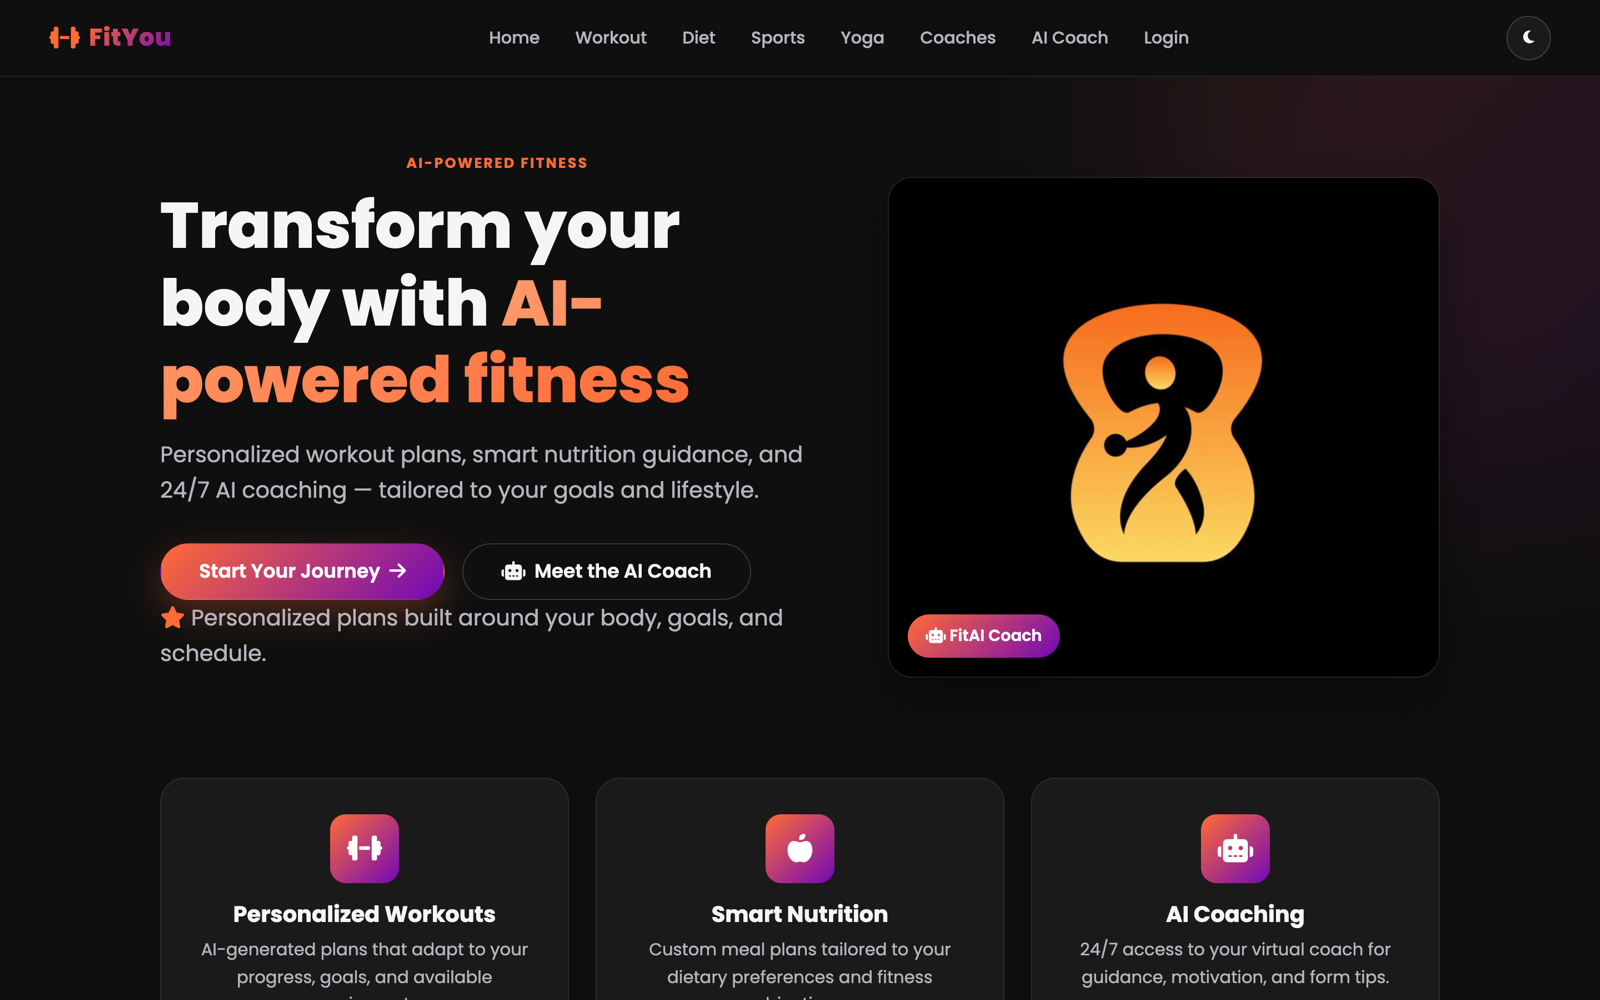 FitYou
Home Workout Diet Sports Yoga Coaches AI Coach Login
AI-POWERED FITNESS
Transform your
body with AI-
powered fitness
Personalized workout plans, smart nutrition guidance, and
24/7 AI coaching — tailored to your goals and lifestyle.
Start Your Journey →
Meet the AI Coach
Personalized plans built around your body, goals, and
schedule.
FitAI Coach
Personalized Workouts
AI-generated plans that adapt to your
progress, goals, and available
Smart Nutrition
Custom meal plans tailored to your
dietary preferences and fitness
AI Coaching
24/7 access to your virtual coach for
guidance, motivation, and form tips.